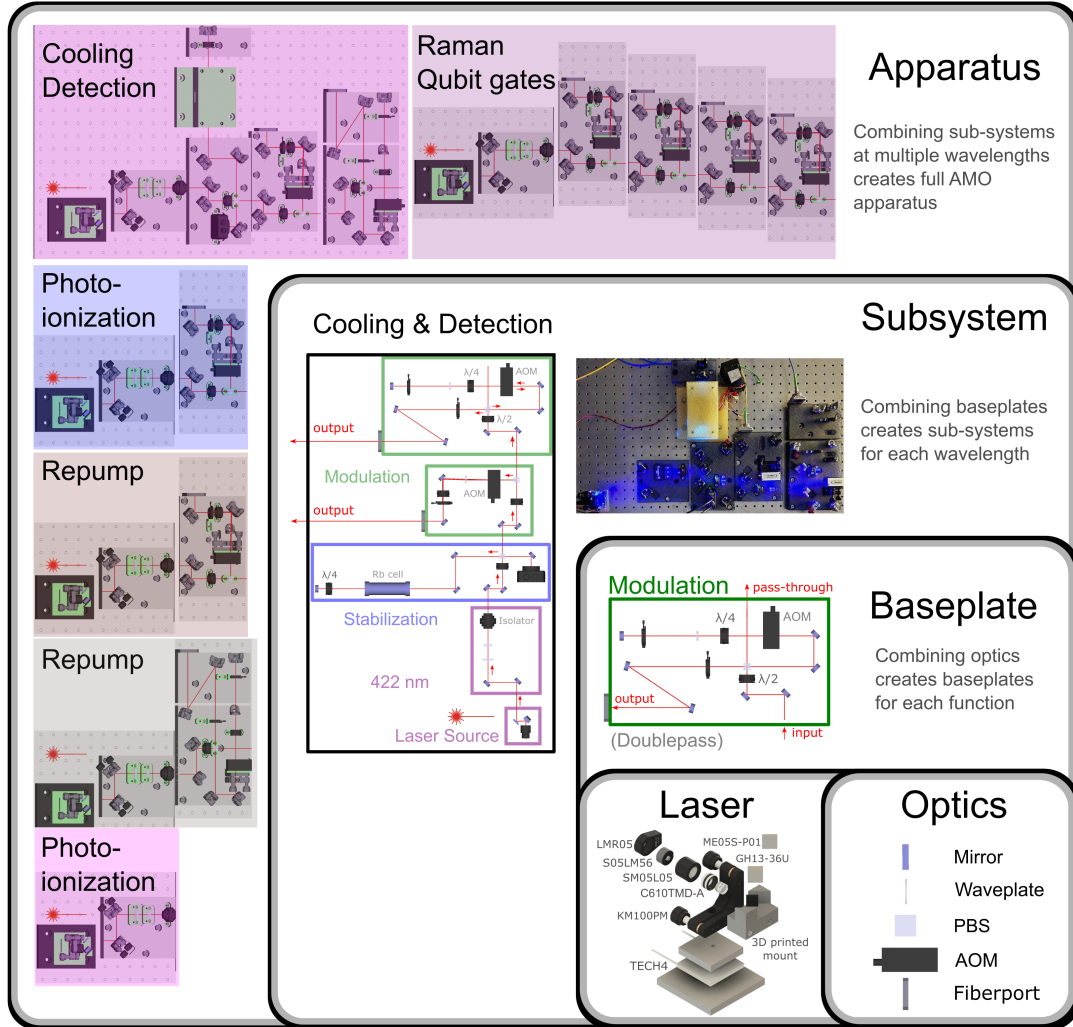 Cooling
Detection
Raman
Qubit gates
Apparatus
Combining sub-systems
at multiple wavelengths
creates full AMO
apparatus
Photo-
ionization
Repump
Repump
Photo-
ionization
Subsystem
Combining baseplates
creates sub-systems
for each wavelength
Cooling & Detection
λ/4
AOM
λ/2
output
Modulation
AOM
output
λ/4
Rb cell
Stabilization
Isolator
422 nm
Laser Source
Baseplate
Combining optics
creates baseplates
for each function
Modulation
pass-through
λ/4
AOM
λ/2
output
input
(Doublepass)
Laser
LMR05
S05LM56
SM05L05
C610TMD-A
KM100PM
TECH4
ME05S-P01
GH13-36U
3D printed
mount
Optics
Mirror
Waveplate
PBS
AOM
Fiberport